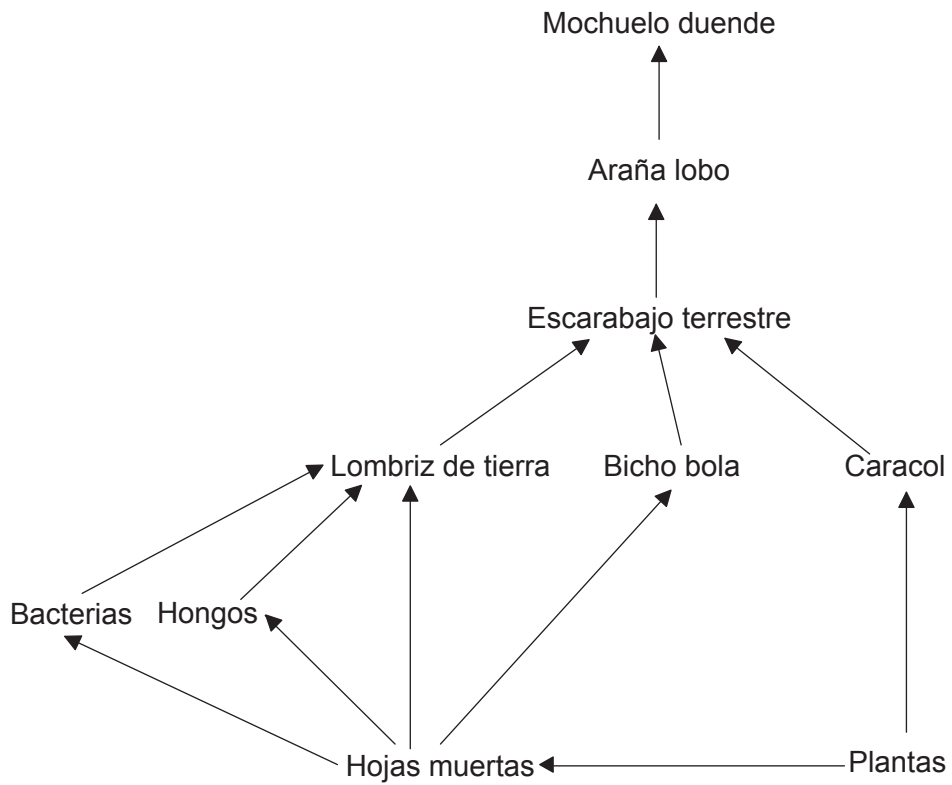 Mochuelo duende
Araña lobo
Escarabajo terrestre
Lombriz de tierra
Bicho bola
Caracol
Bacterias
Hongos
Hojas muertas
Plantas